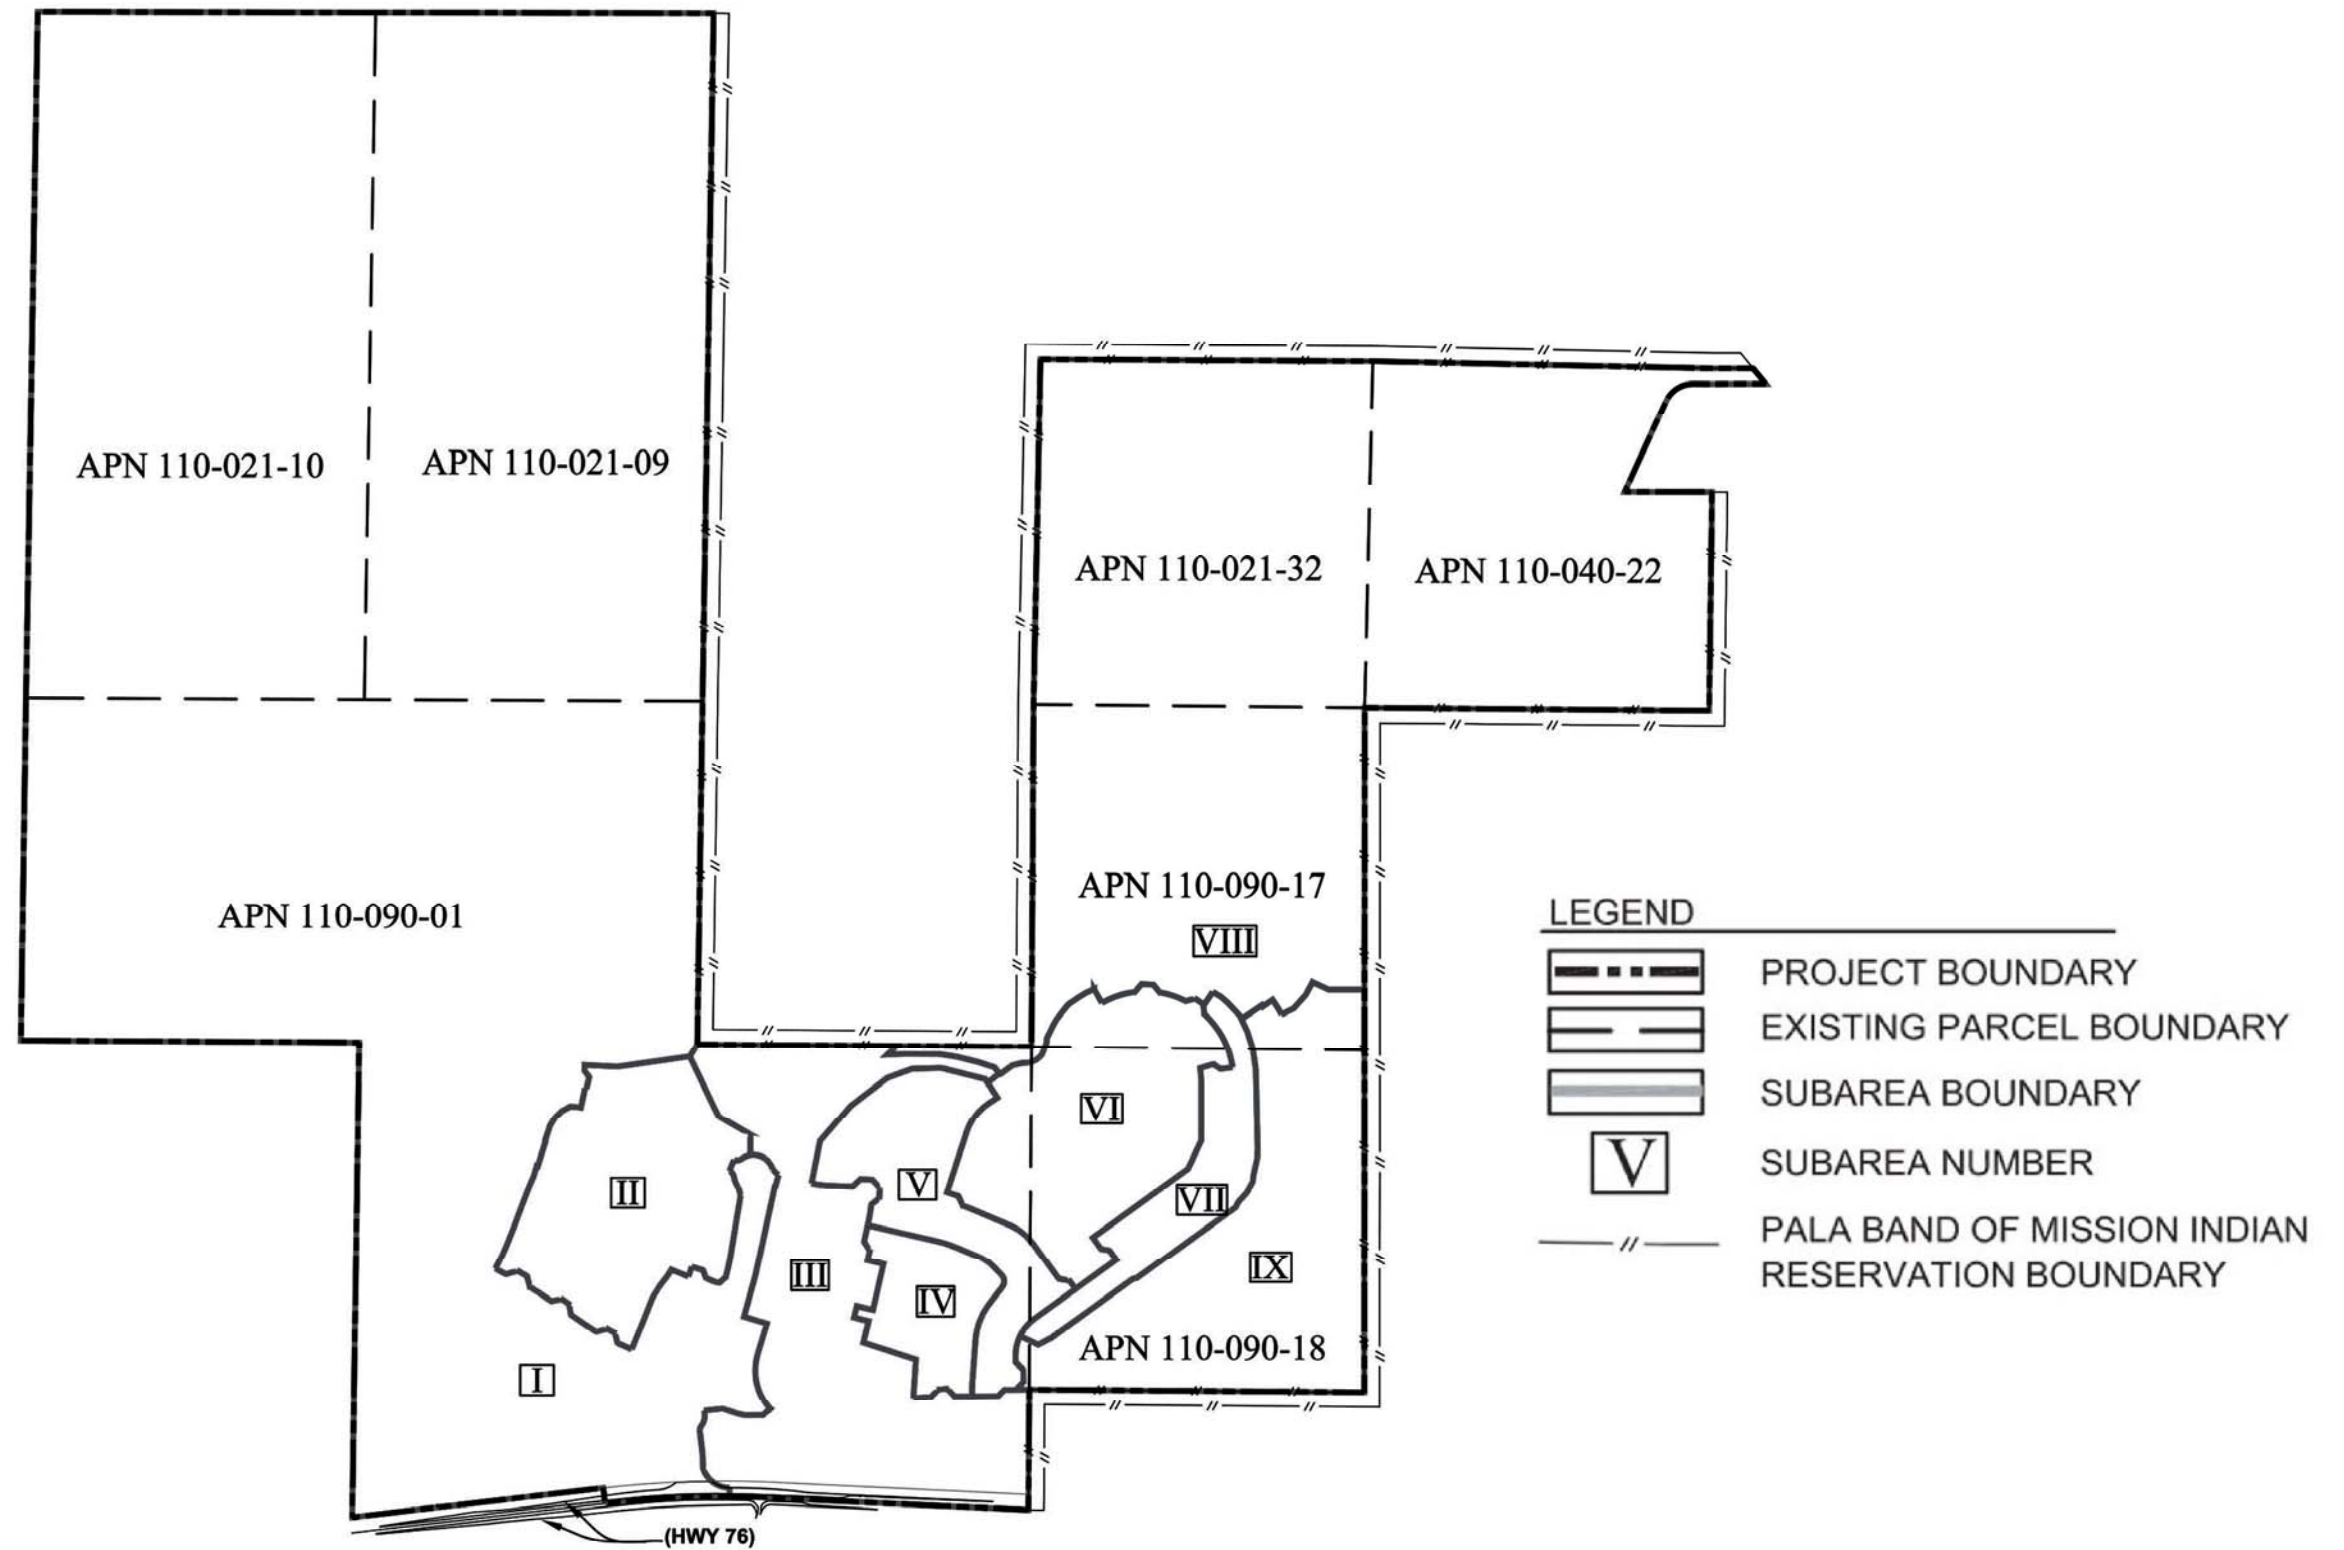 APN 110-021-10
APN 110-021-09
APN 110-021-32
APN 110-040-22
APN 110-090-01
APN 110-090-17
VIII
VI
II
V
VII
III
IX
IV
APN 110-090-18
I
(HWY 76)
LEGEND
PROJECT BOUNDARY
EXISTING PARCEL BOUNDARY
SUBAREA BOUNDARY
V
SUBAREA NUMBER
PALA BAND OF MISSION INDIAN
RESERVATION BOUNDARY